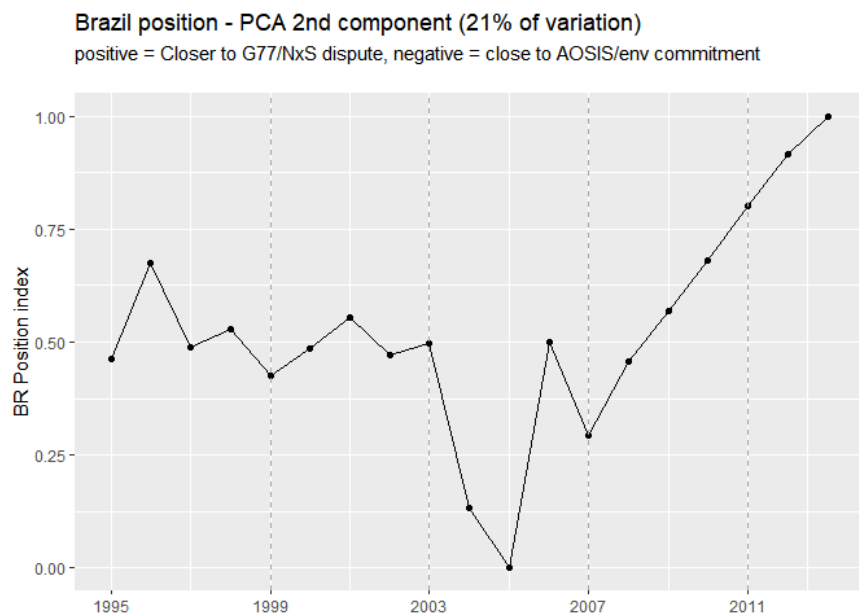 Brazil position - PCA 2nd component (21% of variation)
positive = Closer to G77/NxS dispute, negative = close to AOSIS/env commitment
1.00
0.75
0.50
0.25
0.00
BR Position index
1995 1999 2003 2007 2011